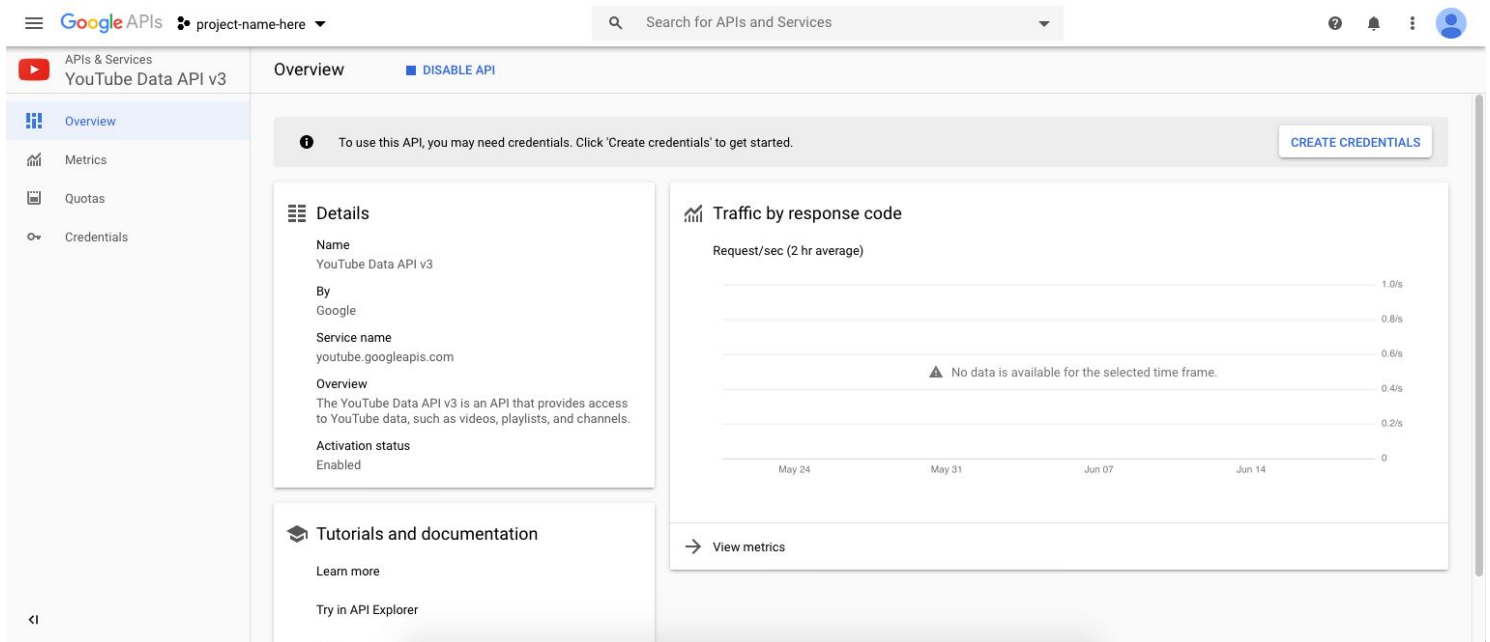 Google APIs
project-name-here
Search for APIs and Services
APIs & Services
YouTube Data API v3
Overview
DISABLE API
Overview
Metrics
Quotas
Credentials
To use this API, you may need credentials. Click 'Create credentials' to get started.
CREATE CREDENTIALS
Details
Name
YouTube Data API v3
By
Google
Service name
youtube.googleapis.com
Overview
The YouTube Data API v3 is an API that provides access
to YouTube data, such as videos, playlists, and channels.
Activation status
Enabled
Tutorials and documentation
Learn more
Try in API Explorer
Traffic by response code
Request/sec (2 hr average)
1.0/s
0.8/s
0.6/s
No data is available for the selected time frame.
0.4/s
0.2/s
0
May 24 May 31 Jun 07 Jun 14
View metrics